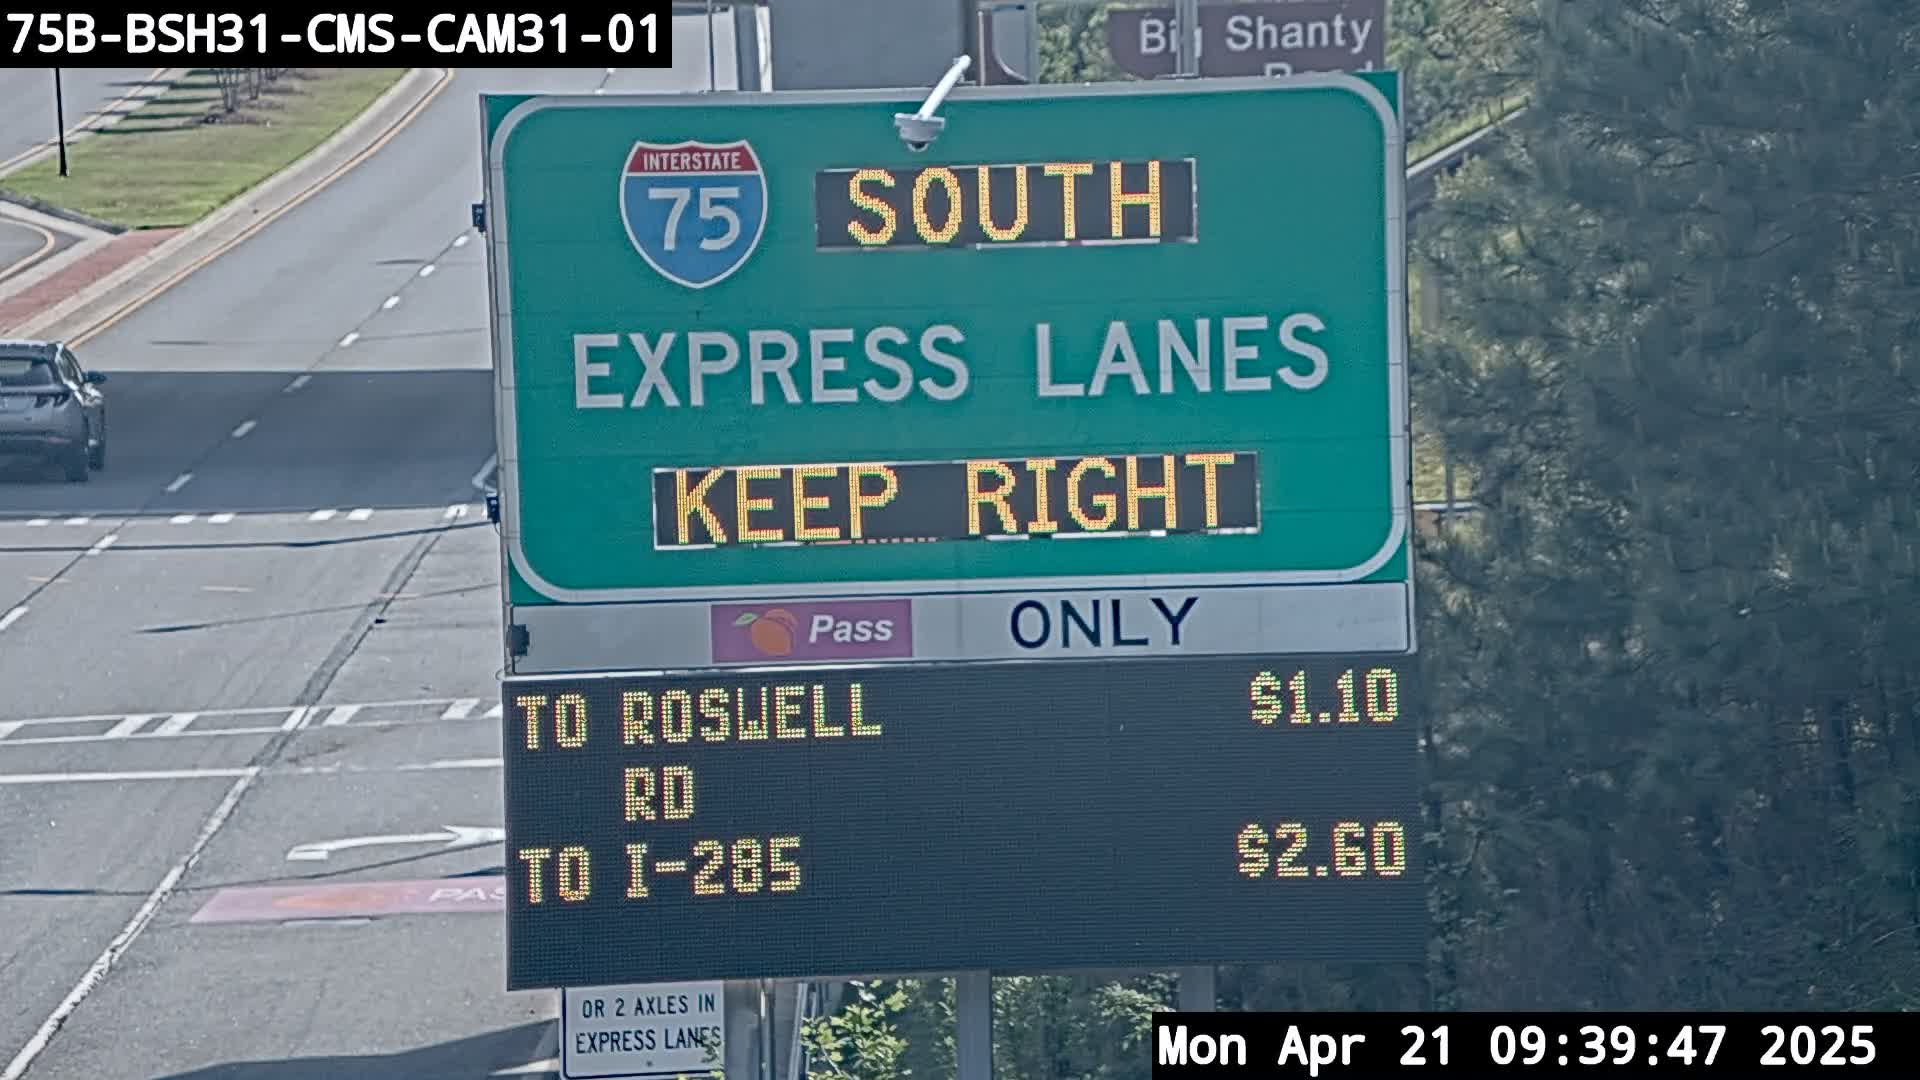 75B-BSH31-CMS-CAM31-01
Big Shanty
Road
INTERSTATE
75
SOUTH
EXPRESS LANES
KEEP RIGHT
Pass
ONLY
TO ROSWELL $1.10
RD
TO I-285 $2.60
PAS
OR 2 AXLES IN
EXPRESS LANES
Mon Apr 21 09:39:47 2025